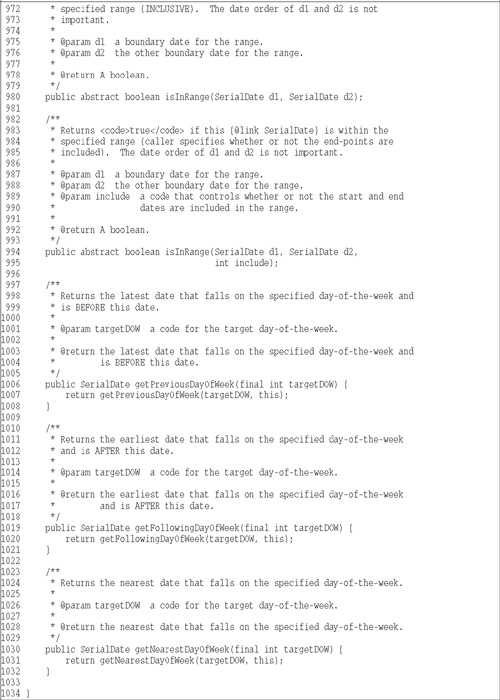 972      * specified range (INCLUSIVE).  The date order of d1 and d2 is not
973      * important.
974      *
975      * @param d1  a boundary date for the range.
976      * @param d2  the other boundary date for the range.
977      *
978      * @return A boolean.
979      */
980     public abstract boolean isInRange(SerialDate d1, SerialDate d2);
981
982     /**
983      * Returns <code>true</code> if this {@link SerialDate} is within the
984      * specified range (caller specifies whether or not the end-points are
985      * included).  The date order of d1 and d2 is not important.
986      *
987      * @param d1  a boundary date for the range.
988      * @param d2  the other boundary date for the range.
989      * @param include  a code that controls whether or not the start and end
990      *                 dates are included in the range.
991      *
992      * @return A boolean.
993      */
994     public abstract boolean isInRange(SerialDate d1, SerialDate d2,
995                                       int include);
996
997     /**
998      * Returns the latest date that falls on the specified day-of-the-week and
999      * is BEFORE this date.
1000      *
1001      * @param targetDOW  a code for the target day-of-the-week.
1002      *
1003      * @return the latest date that falls on the specified day-of-the-week and
1004      *         is BEFORE this date.
1005      */
1006     public SerialDate getPreviousDayOfWeek(final int targetDOW) {
1007         return getPreviousDayOfWeek(targetDOW, this);
1008     }
1009
1010     /**
1011      * Returns the earliest date that falls on the specified day-of-the-week
1012      * and is AFTER this date.
1013      *
1014      * @param targetDOW  a code for the target day-of-the-week.
1015      *
1016      * @return the earliest date that falls on the specified day-of-the-week
1017      *         and is AFTER this date.
1018      */
1019     public SerialDate getFollowingDayOfWeek(final int targetDOW) {
1020         return getFollowingDayOfWeek(targetDOW, this);
1021     }
1022
1023     /**
1024      * Returns the nearest date that falls on the specified day-of-the-week.
1025      *
1026      * @param targetDOW  a code for the target day-of-the-week.
1027      *
1028      * @return the nearest date that falls on the specified day-of-the-week.
1029      */
1030     public SerialDate getNearestDayOfWeek(final int targetDOW) {
1031         return getNearestDayOfWeek(targetDOW, this);
1032     }
1033
1034 }